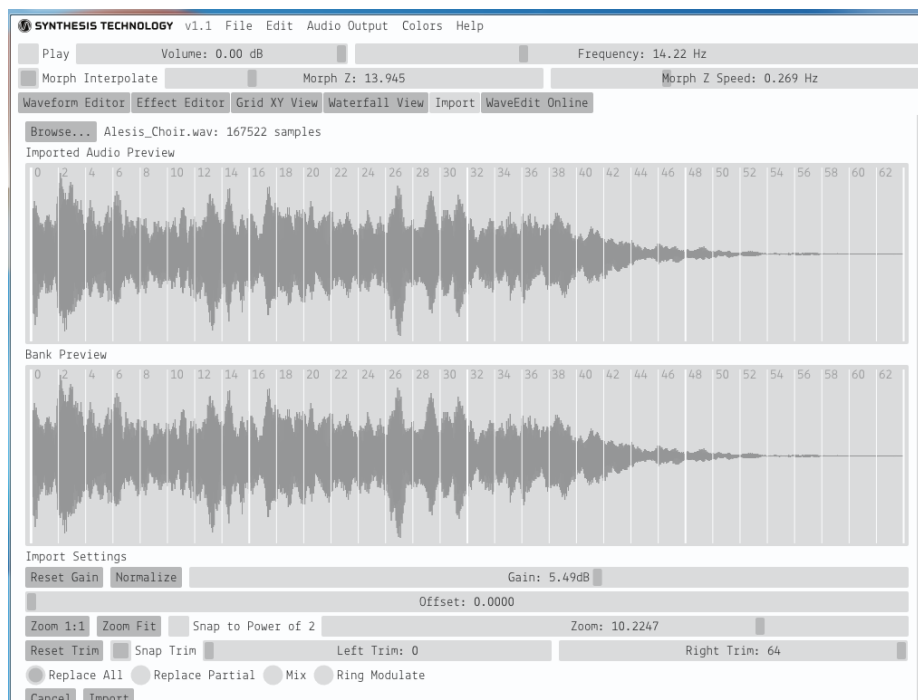 SYNTHESIS TECHNOLOGY v1.1 File Edit Audio Output Colors Help
Play Volume: 0.00 dB Frequency: 14.22 Hz
Morph Interpolate Morph Z: 13.945 Morph Z Speed: 0.269 Hz
Waveform Editor Effect Editor Grid XY View Waterfall View Import WaveEdit Online
Browse... Alesis_Choir.wav: 167522 samples
Imported Audio Preview
0 2 4 6 8 10 12 14 16 18 20 22 24 26 28 30 32 34 36 38 40 42 44 46 48 50 52 54 56 58 60 62
Bank Preview
0 2 4 6 8 10 12 14 16 18 20 22 24 26 28 30 32 34 36 38 40 42 44 46 48 50 52 54 56 58 60 62
Import Settings
Reset Gain Normalize Gain: 5.49dB
Offset: 0.0000
Zoom 1:1 Zoom Fit Snap to Power of 2 Zoom: 10.2247
Reset Trim Snap Trim Left Trim: 0 Right Trim: 64
Replace All Replace Partial Mix Ring Modulate
Cancel Import